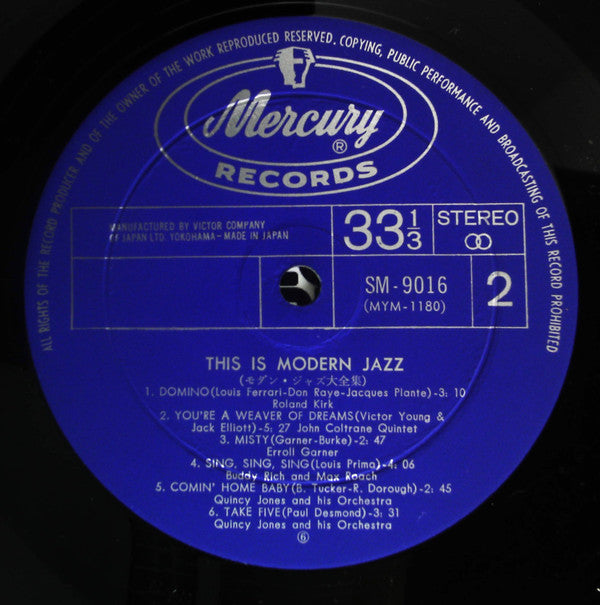 ALL RIGHTS OF THE RECORD PRODUCER AND OF THE OWNER OF THE WORK REPRODUCED RESERVED. COPYING, PUBLIC PERFORMANCE AND BROADCASTING OF THIS RECORD PROHIBITED
Mercury ®
RECORDS
MANUFACTURED BY VICTOR COMPANY
OF JAPAN LTD. YOKOHAMA - MADE IN JAPAN
33 1/3
STEREO
SM-9016
(MYM-1180)
2
THIS IS MODERN JAZZ
(モダン・ジャズ大全集)
1. DOMINO(Louis Ferrari-Don Raye-Jacques Plante)-3: 10
Roland Kirk
2. YOU'RE A WEAVER OF DREAMS(Victor Young &
Jack Elliott)-5: 27 John Coltrane Quintet
3. MISTY(Garner-Burke)-2: 47
Erroll Garner
4. SING, SING, SING(Louis Prima)-4: 06
Buddy Rich and Max Roach
5. COMIN' HOME BABY(B. Tucker-R. Dorough)-2: 45
Quincy Jones and his Orchestra
6. TAKE FIVE(Paul Desmond)-3: 31
Quincy Jones and his Orchestra
⑥